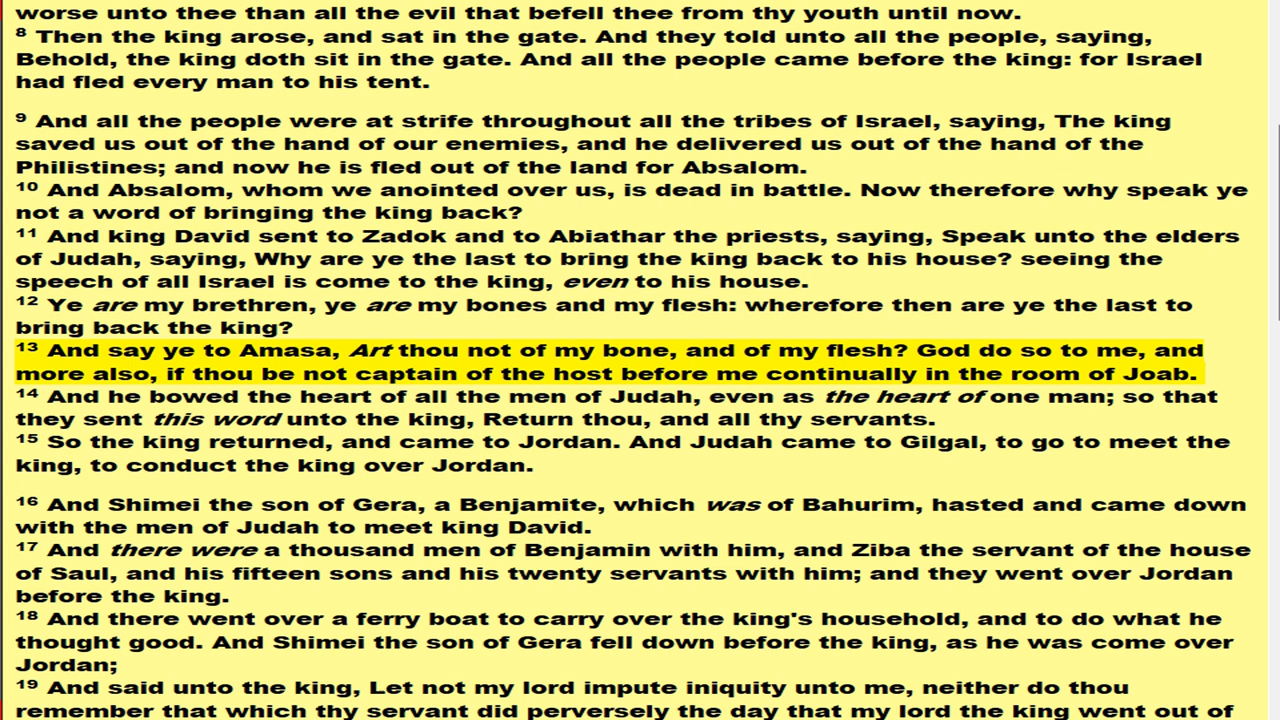 worse unto thee than all the evil that befell thee from thy youth until now.
8 Then the king arose, and sat in the gate. And they told unto all the people, saying,
Behold, the king doth sit in the gate. And all the people came before the king: for Israel
had fled every man to his tent.
9 And all the people were at strife throughout all the tribes of Israel, saying, The king
saved us out of the hand of our enemies, and he delivered us out of the hand of the
Philistines; and now he is fled out of the land for Absalom.
10 And Absalom, whom we anointed over us, is dead in battle. Now therefore why speak ye
not a word of bringing the king back?
11 And king David sent to Zadok and to Abiathar the priests, saying, Speak unto the elders
of Judah, saying, Why are ye the last to bring the king back to his house? seeing the
speech of all Israel is come to the king, even to his house.
12 Ye are my brethren, ye are my bones and my flesh: wherefore then are ye the last to
bring back the king?
13 And say ye to Amasa, Art thou not of my bone, and of my flesh? God do so to me, and
more also, if thou be not captain of the host before me continually in the room of Joab.
14 And he bowed the heart of all the men of Judah, even as the heart of one man; so that
they sent this word unto the king, Return thou, and all thy servants.
15 So the king returned, and came to Jordan. And Judah came to Gilgal, to go to meet the
king, to conduct the king over Jordan.
16 And Shimei the son of Gera, a Benjamite, which was of Bahurim, hasted and came down
with the men of Judah to meet king David.
17 And there were a thousand men of Benjamin with him, and Ziba the servant of the house
of Saul, and his fifteen sons and his twenty servants with him; and they went over Jordan
before the king.
18 And there went over a ferry boat to carry over the king's household, and to do what he
thought good. And Shimei the son of Gera fell down before the king, as he was come over
Jordan;
19 And said unto the king, Let not my lord impute iniquity unto me, neither do thou
remember that which thy servant did perversely the day that my lord the king went out of